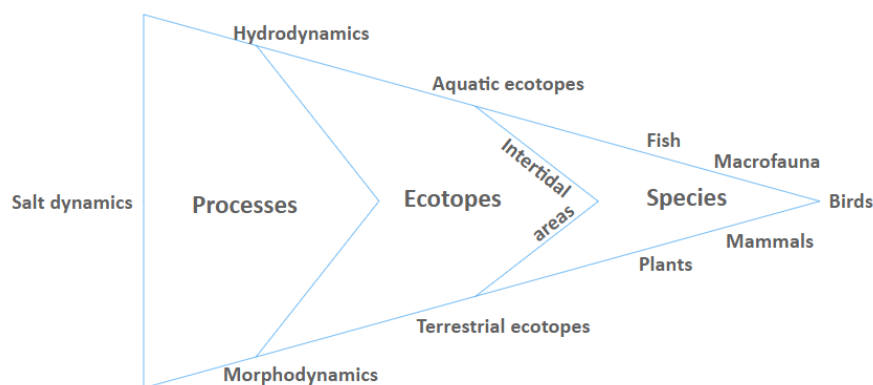 Hydrodynamics
Aquatic ecotopes
Fish
Macrofauna
Intertidal
areas
Salt dynamics
Processes
Ecotopes
Species
Birds
Mammals
Plants
Terrestrial ecotopes
Morphodynamics